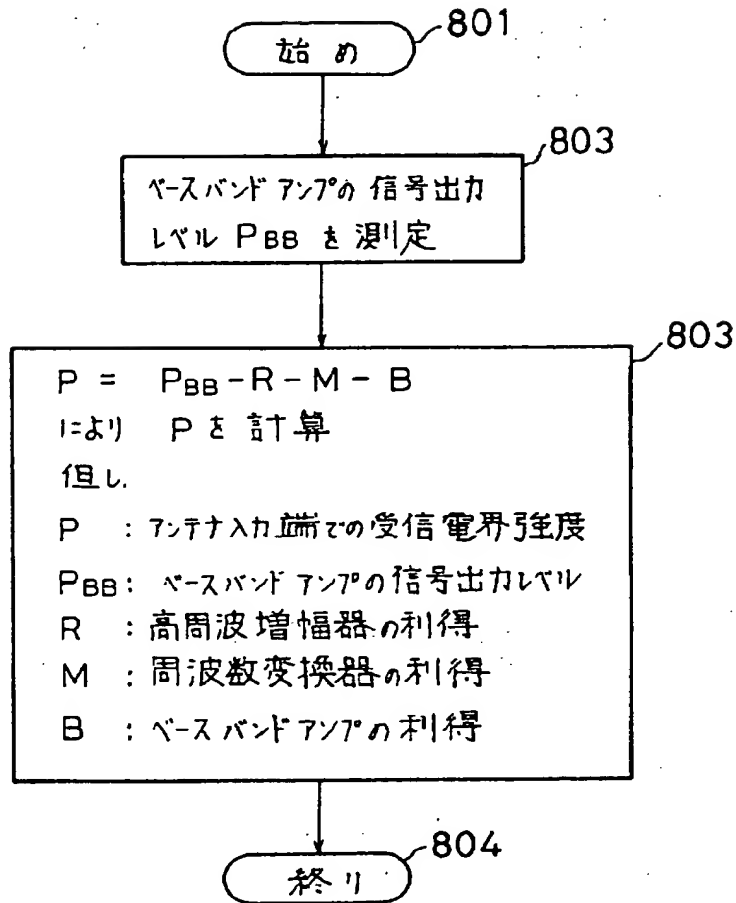 始め
801
803
ベースバンドアンプの信号出力
レベル PBB を測定
803
P = PBB-R-M-B
により P を計算
但し.
P : アンテナ入力端での受信電界強度
PBB: ベースバンドアンプの信号出力レベル
R : 高周波増幅器の利得
M : 周波数変換器の利得
B : ベースバンドアンプの利得
804
終り